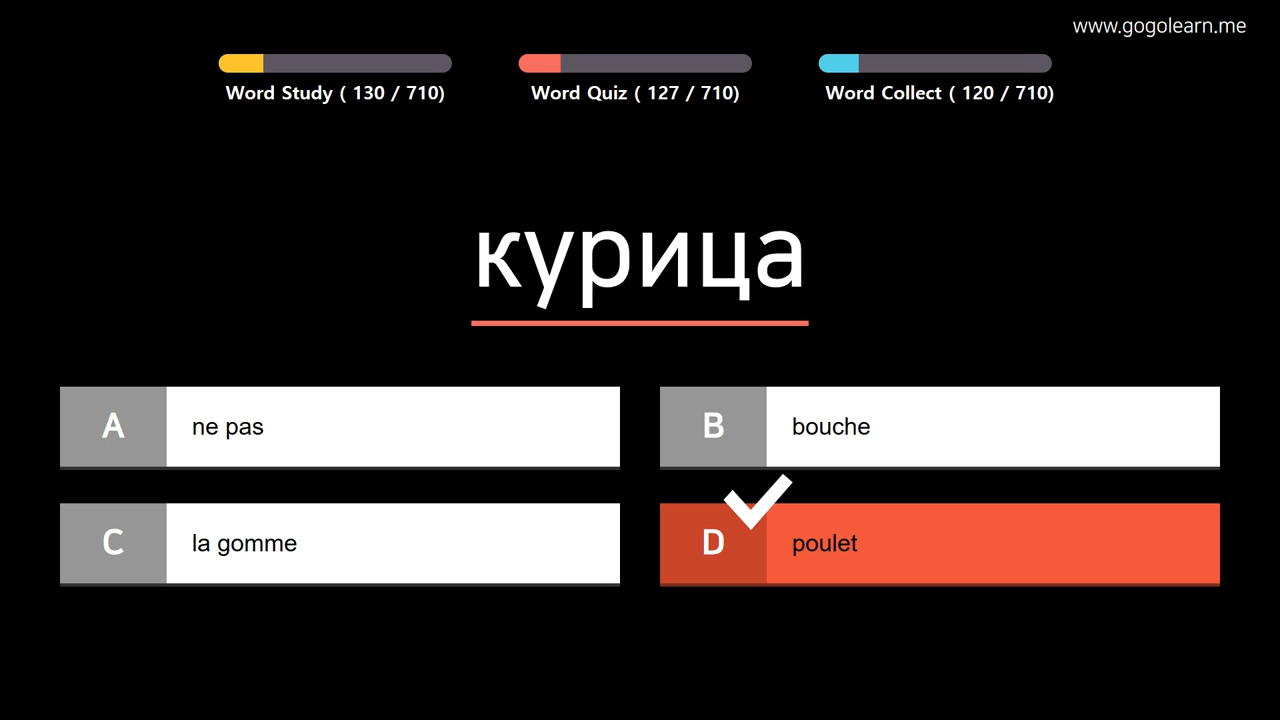 www.gogolearn.me
Word Study ( 130 / 710)
Word Quiz ( 127 / 710)
Word Collect ( 120 / 710)
курица
A ne pas
B bouche
C la gomme
D poulet